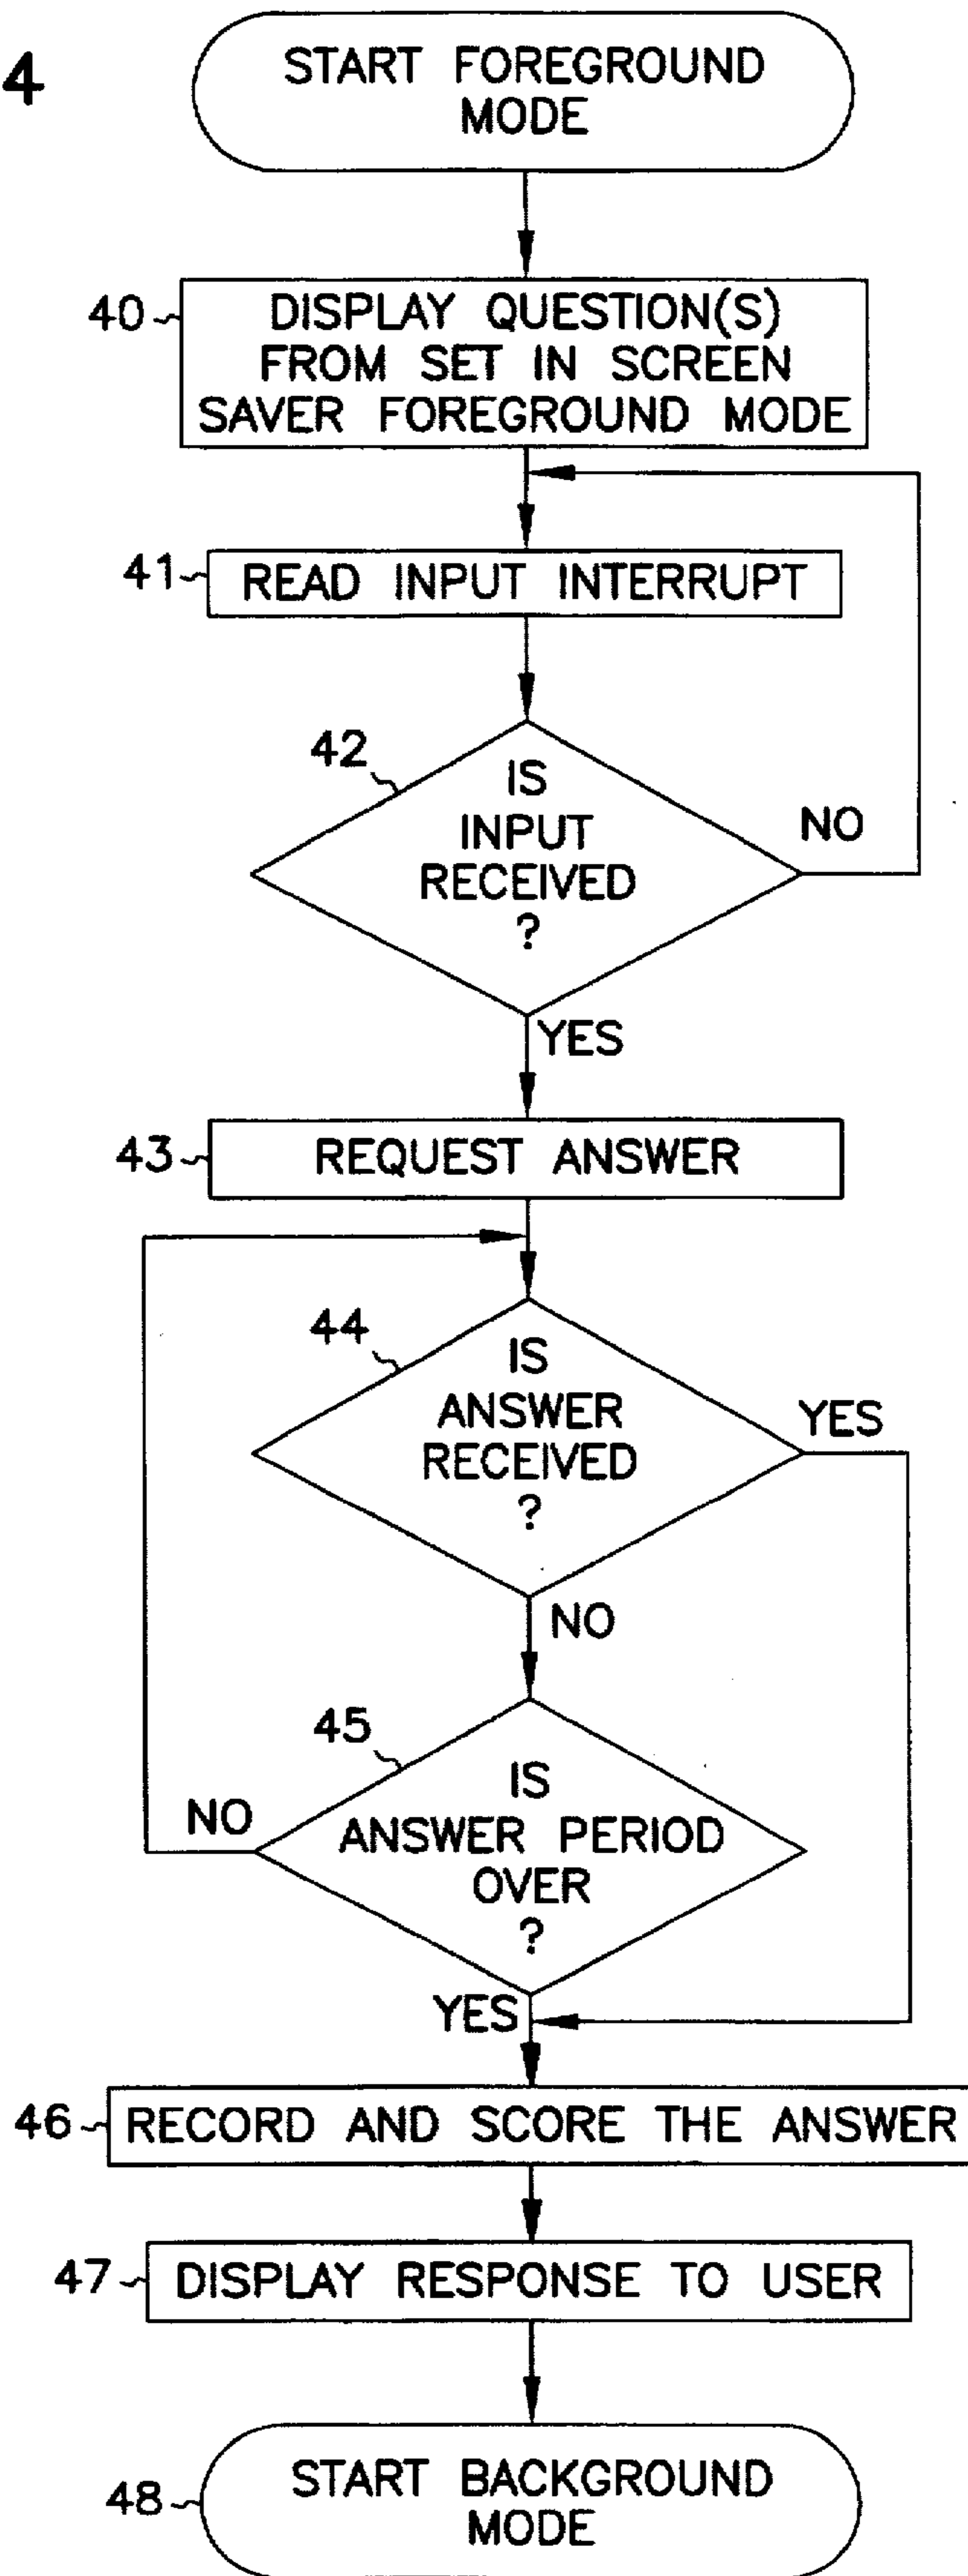 4
START FOREGROUND
MODE
40
DISPLAY QUESTION(S)
FROM SET IN SCREEN
SAVER FOREGROUND MODE
41
READ INPUT INTERRUPT
42
IS
INPUT
RECEIVED
?
NO
YES
43
REQUEST ANSWER
44
IS
ANSWER
RECEIVED
?
YES
NO
45
IS
ANSWER PERIOD
OVER
?
NO
YES
46
RECORD AND SCORE THE ANSWER
47
DISPLAY RESPONSE TO USER
48
START BACKGROUND
MODE